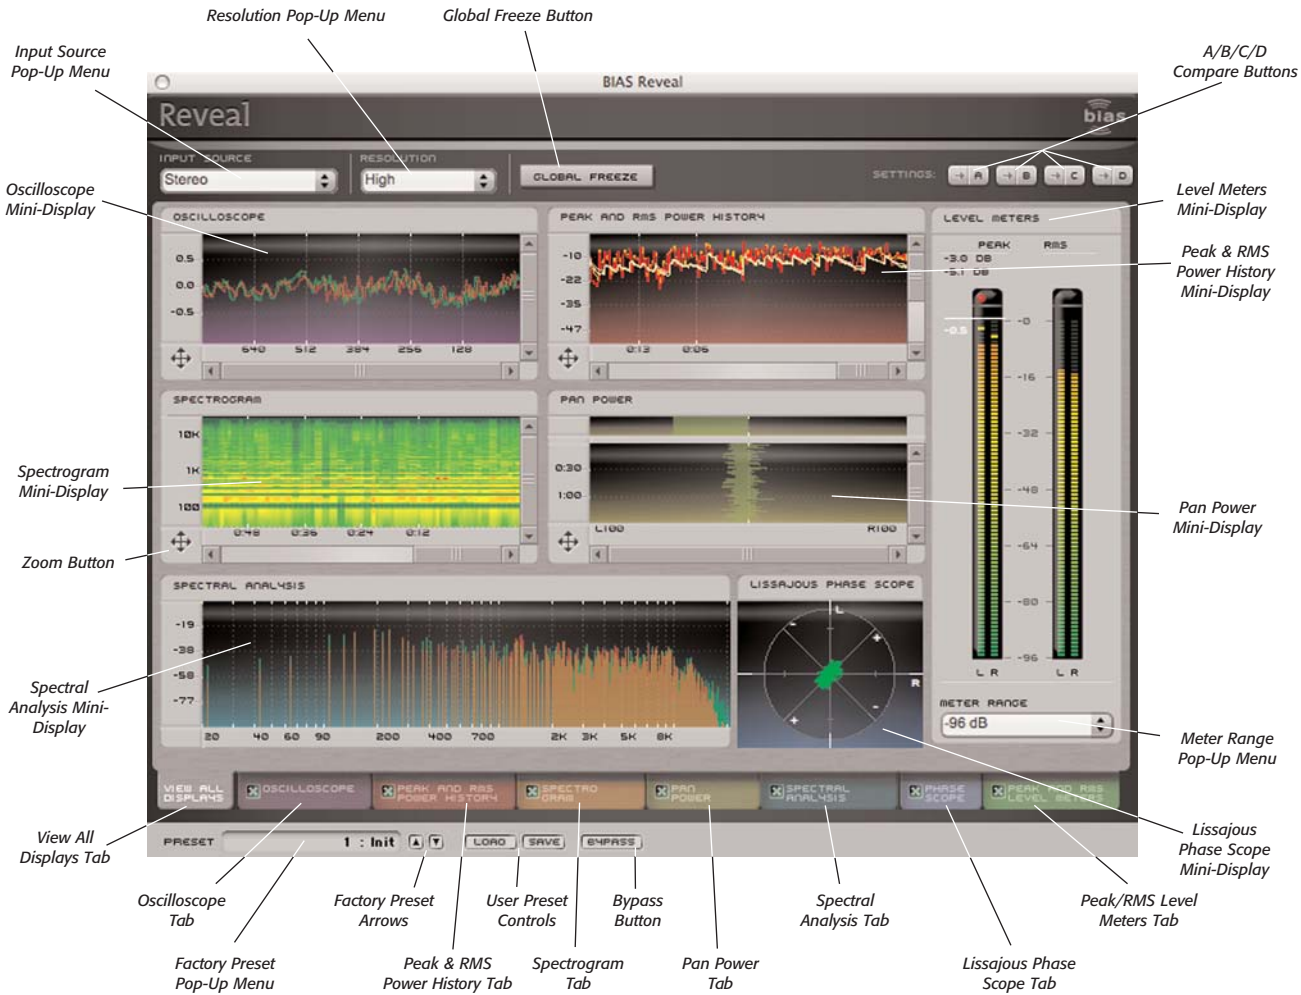 Resolution Pop-Up Menu
Global Freeze Button
Input Source
Pop-Up Menu
A/B/C/D
Compare Buttons
BIAS Reveal
Reveal
bias
INPUT SOURCE
RESOLUTION
Stereo
High
GLOBAL FREEZE
SETTINGS:
A
B
C
D
Oscilloscope
Mini-Display
Level Meters
Mini-Display
OSCILLOSCOPE
PEAK AND RMS POWER HISTORY
LEVEL METERS
PEAK
RMS
-3.0 DB
-5.1 DB
0.5
0.0
-0.5
640
512
384
256
128
-10
-22
-35
-47
0:13
0:06
Peak & RMS
Power History
Mini-Display
-0.5
-0
-16
-32
-48
-64
-80
-96
L R
L R
SPECTROGRAM
PAN POWER
10K
1K
100
0:48
0:36
0:24
0:12
0:30
1:00
L100
R100
Spectrogram
Mini-Display
Pan Power
Mini-Display
Zoom Button
SPECTRAL ANALYSIS
LISSAJOUS PHASE SCOPE
-19
-38
-58
-77
20
40
60
90
200
400
700
2K
3K
5K
8K
L
R
-
+
+
-
Spectral
Analysis Mini-
Display
METER RANGE
-96 dB
Meter Range
Pop-Up Menu
VIEW ALL
DISPLAYS
OSCILLOSCOPE
PEAK AND RMS
POWER HISTORY
SPECTRO
GRAM
PAN
POWER
SPECTRAL
ANALYSIS
PHASE
SCOPE
PEAK AND RMS
LEVEL METERS
View All
Displays Tab
PRESET
1 : Init
LOAD
SAVE
BYPASS
Lissajous
Phase Scope
Mini-Display
Oscilloscope
Tab
Factory Preset
Arrows
User Preset
Controls
Bypass
Button
Spectral
Analysis Tab
Peak/RMS Level
Meters Tab
Factory Preset
Pop-Up Menu
Peak & RMS
Power History Tab
Spectrogram
Tab
Pan Power
Tab
Lissajous Phase
Scope Tab